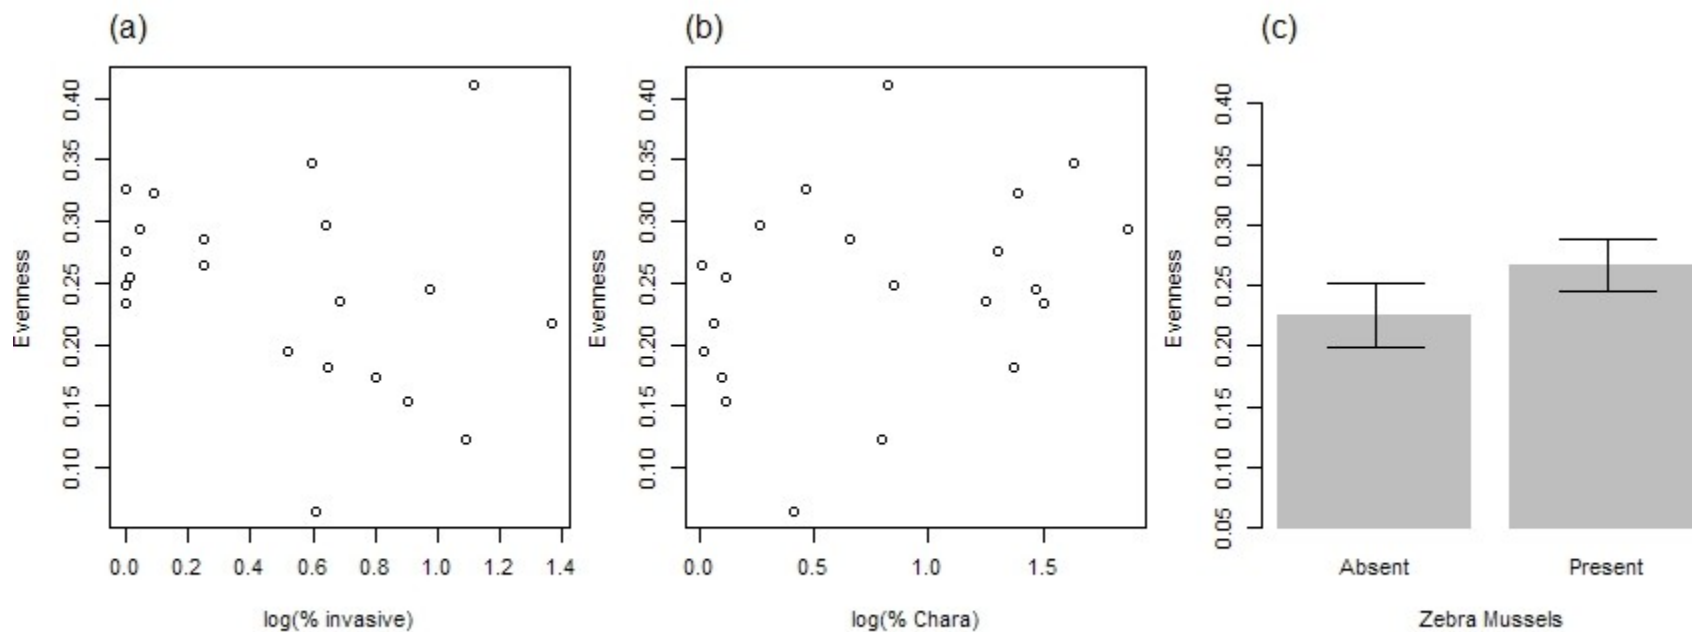 (a)
Evenness
0.40
0.35
0.30
0.25
0.20
0.15
0.10
0.0 0.2 0.4 0.6 0.8 1.0 1.2 1.4
log(% invasive)
(b)
Evenness
0.40
0.35
0.30
0.25
0.20
0.15
0.10
0.0 0.5 1.0 1.5
log(% Chara)
(c)
Evenness
0.40
0.35
0.30
0.25
0.20
0.15
0.10
0.05
Absent Present
Zebra Mussels